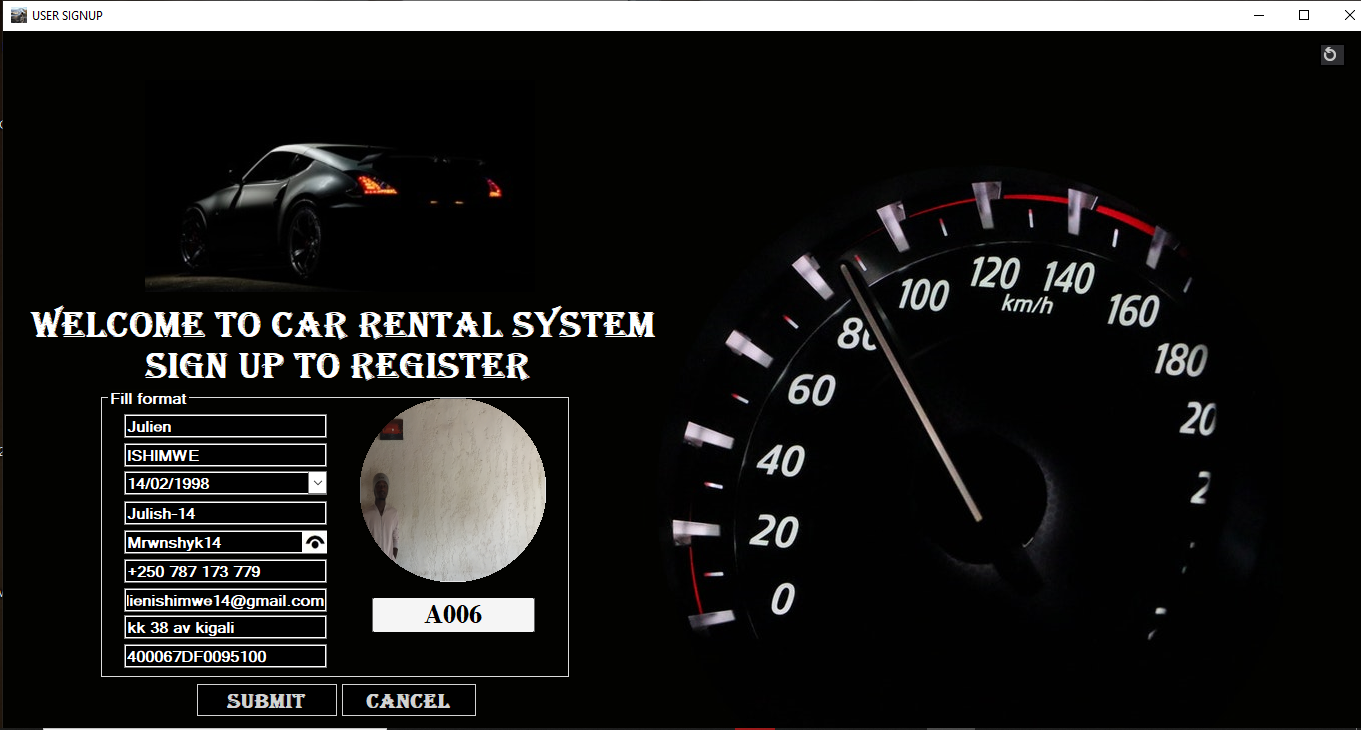 USER SIGNUP
WELCOME TO CAR RENTAL SYSTEM
SIGN UP TO REGISTER
Fill format
Julien
ISHIMWE
14/02/1998
Julish-14
Mrwnshyk14
+250 787 173 779
lienishimwe14@gmail.com
kk 38 av kigali
400067DF0095100
A006
SUBMIT CANCEL
0
20
40
60
80
100
120
140
km/h
160
180
20
2